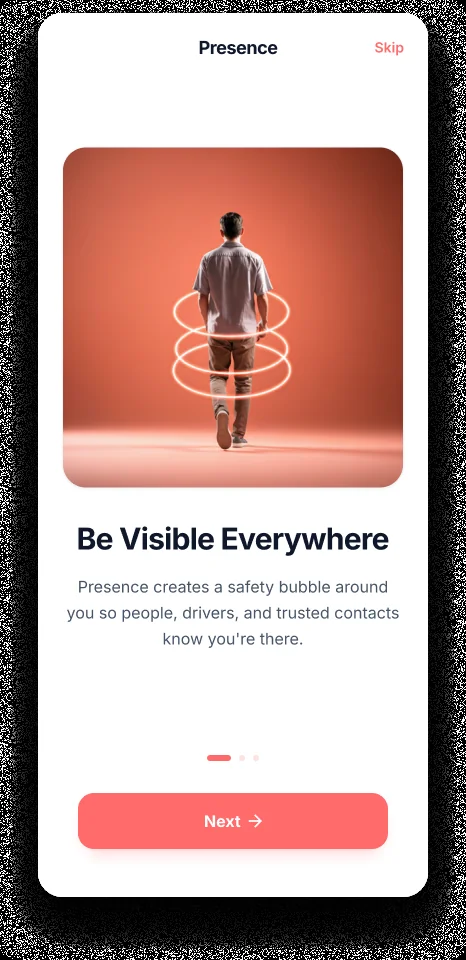 Presence
Skip
Be Visible Everywhere
Presence creates a safety bubble around
you so people, drivers, and trusted contacts
know you're there.
Next →